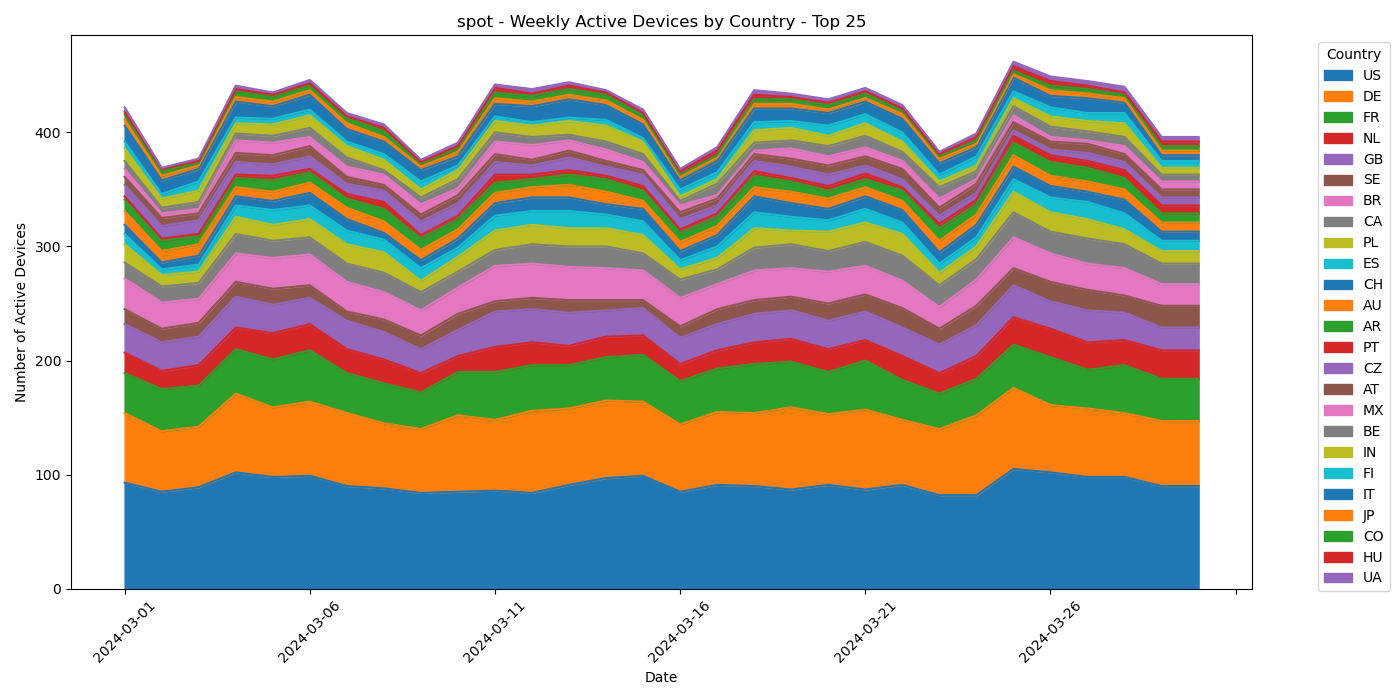 spot - Weekly Active Devices by Country - Top 25
Number of Active Devices
400
300
200
100
0
2024-03-01
2024-03-06
2024-03-11
2024-03-16
2024-03-21
2024-03-26
Date
Country
US
DE
FR
NL
GB
SE
BR
CA
PL
ES
CH
AU
AR
PT
CZ
AT
MX
BE
IN
FI
IT
JP
CO
HU
UA